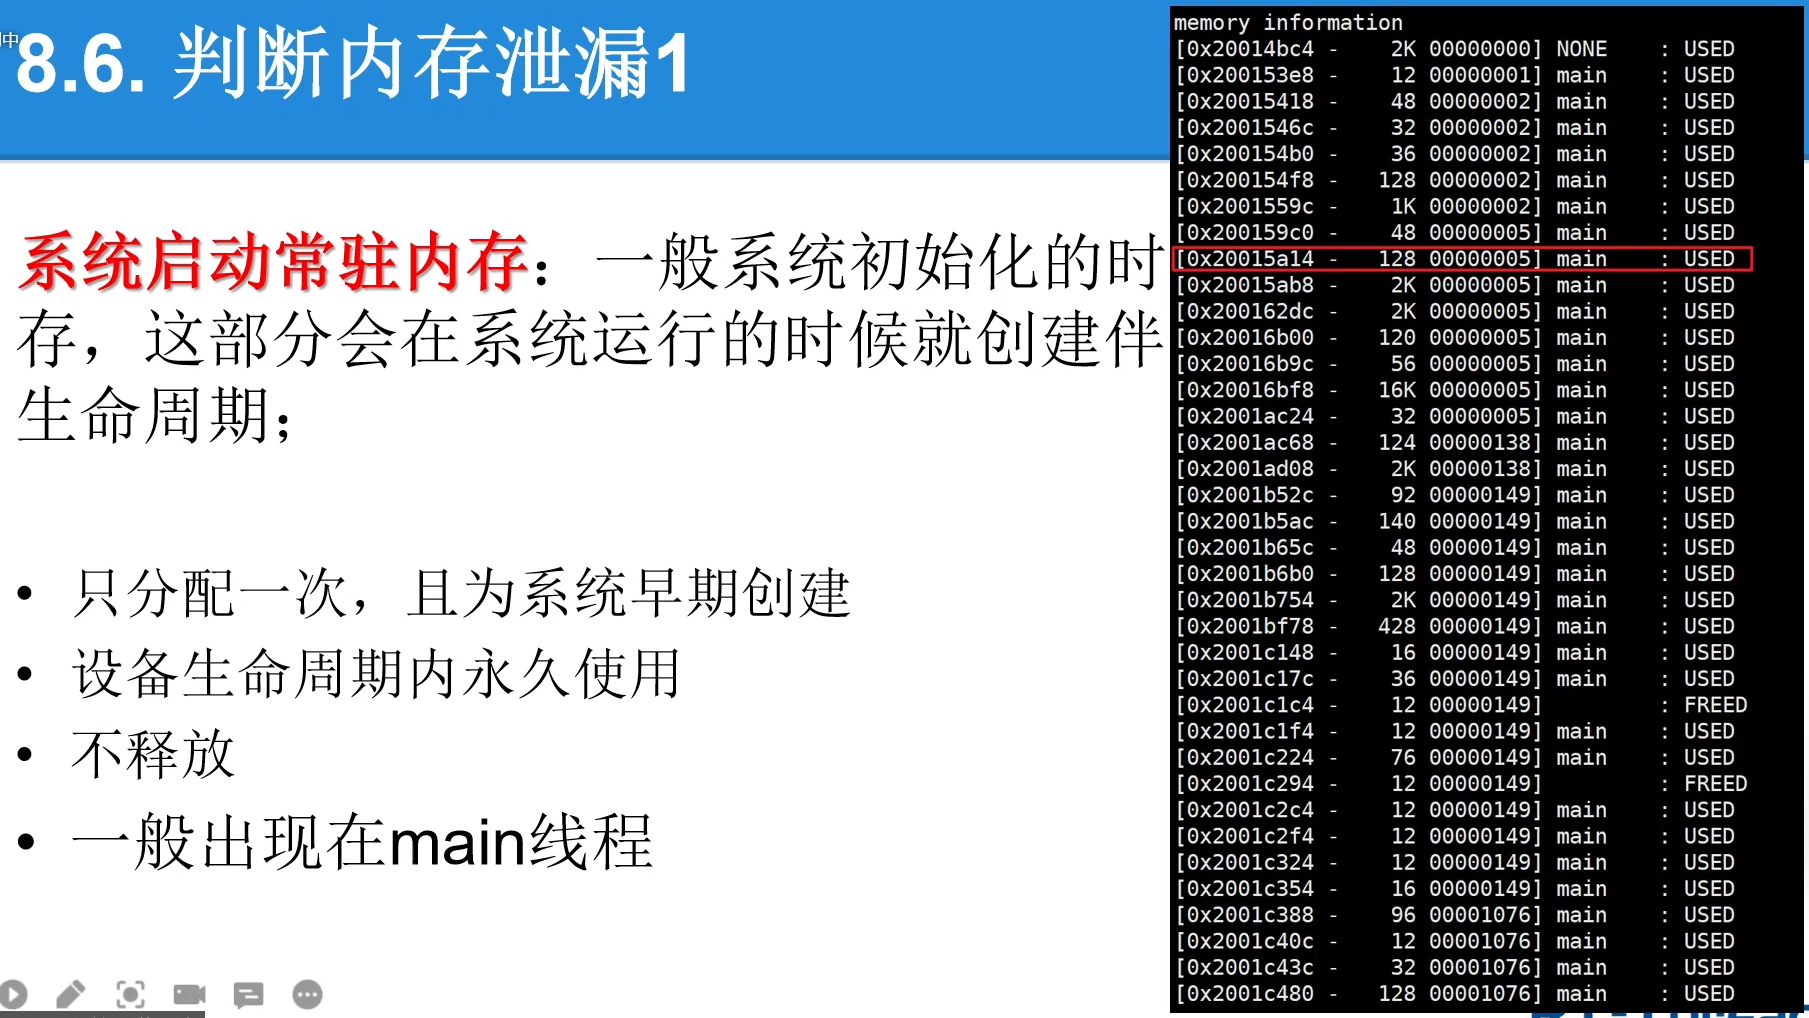 8.6. 判断内存泄漏1
系统启动常驻内存：一般系统初始化的时
存，这部分会在系统运行的时候就创建伴
生命周期；
• 只分配一次，且为系统早期创建
• 设备生命周期内永久使用
• 不释放
• 一般出现在main线程
memory information
[0x20014bc4 -    2K 00000000] NONE    : USED
[0x200153e8 -    12 00000001] main    : USED
[0x20015418 -    48 00000002] main    : USED
[0x2001546c -    32 00000002] main    : USED
[0x200154b0 -    36 00000002] main    : USED
[0x200154f8 -   128 00000002] main    : USED
[0x2001559c -    1K 00000002] main    : USED
[0x200159c0 -    48 00000005] main    : USED
[0x20015a14 -   128 00000005] main    : USED
[0x20015ab8 -    2K 00000005] main    : USED
[0x200162dc -    2K 00000005] main    : USED
[0x20016b00 -   120 00000005] main    : USED
[0x20016b9c -    56 00000005] main    : USED
[0x20016bf8 -   16K 00000005] main    : USED
[0x2001ac24 -    32 00000005] main    : USED
[0x2001ac68 -   124 00000138] main    : USED
[0x2001ad08 -    2K 00000138] main    : USED
[0x2001b52c -    92 00000149] main    : USED
[0x2001b5ac -   140 00000149] main    : USED
[0x2001b65c -    48 00000149] main    : USED
[0x2001b6b0 -   128 00000149] main    : USED
[0x2001b754 -    2K 00000149] main    : USED
[0x2001bf78 -   428 00000149] main    : USED
[0x2001c148 -    16 00000149] main    : USED
[0x2001c17c -    36 00000149] main    : USED
[0x2001c1c4 -    12 00000149]         : FREED
[0x2001c1f4 -    12 00000149] main    : USED
[0x2001c224 -    76 00000149] main    : USED
[0x2001c294 -    12 00000149]         : FREED
[0x2001c2c4 -    12 00000149] main    : USED
[0x2001c2f4 -    12 00000149] main    : USED
[0x2001c324 -    12 00000149] main    : USED
[0x2001c354 -    16 00000149] main    : USED
[0x2001c388 -    96 00001076] main    : USED
[0x2001c40c -    12 00001076] main    : USED
[0x2001c43c -    32 00001076] main    : USED
[0x2001c480 -   128 00001076] main    : USED